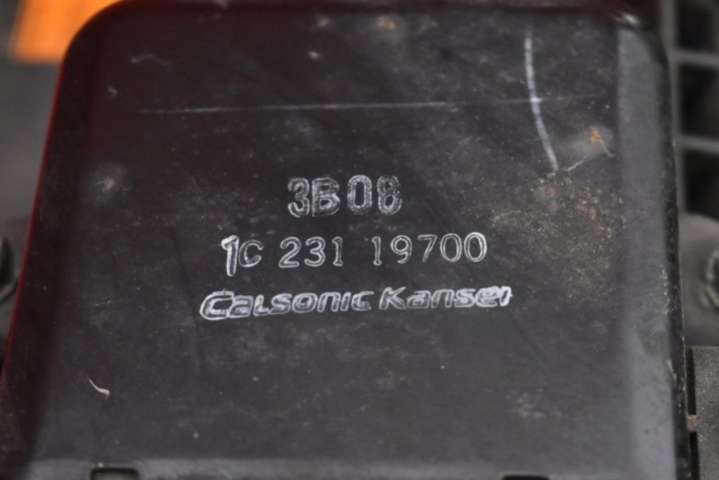 3B08
1C 231 19700
CALSONIC Kansei